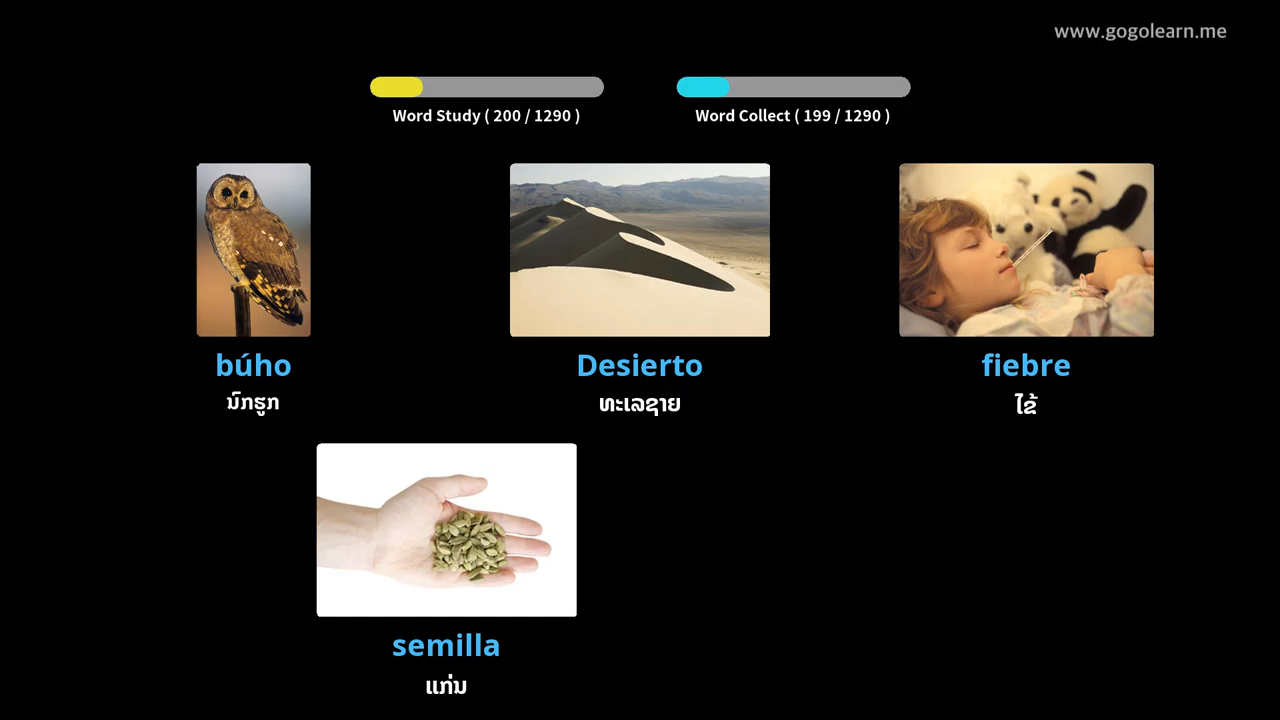 www.gogolearn.me
Word Study ( 200 / 1290 )
Word Collect ( 199 / 1290 )
búho
ນົກຮູກ
Desierto
ທະເລຊາຍ
fiebre
ໄຂ້
semilla
ແກ່ນ